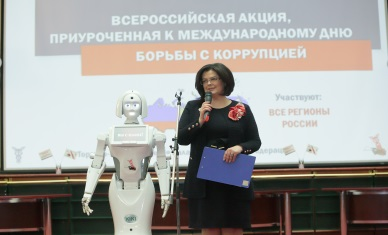 ВСЕРОССИЙСКАЯ АКЦИЯ,
ПРИУРОЧЕННАЯ К МЕЖДУНАРОДНОМУ ДНЮ
БОРЬБЫ С КОРРУПЦИЕЙ
Участвуют:
ВСЕ РЕГИОНЫ
РОССИИ